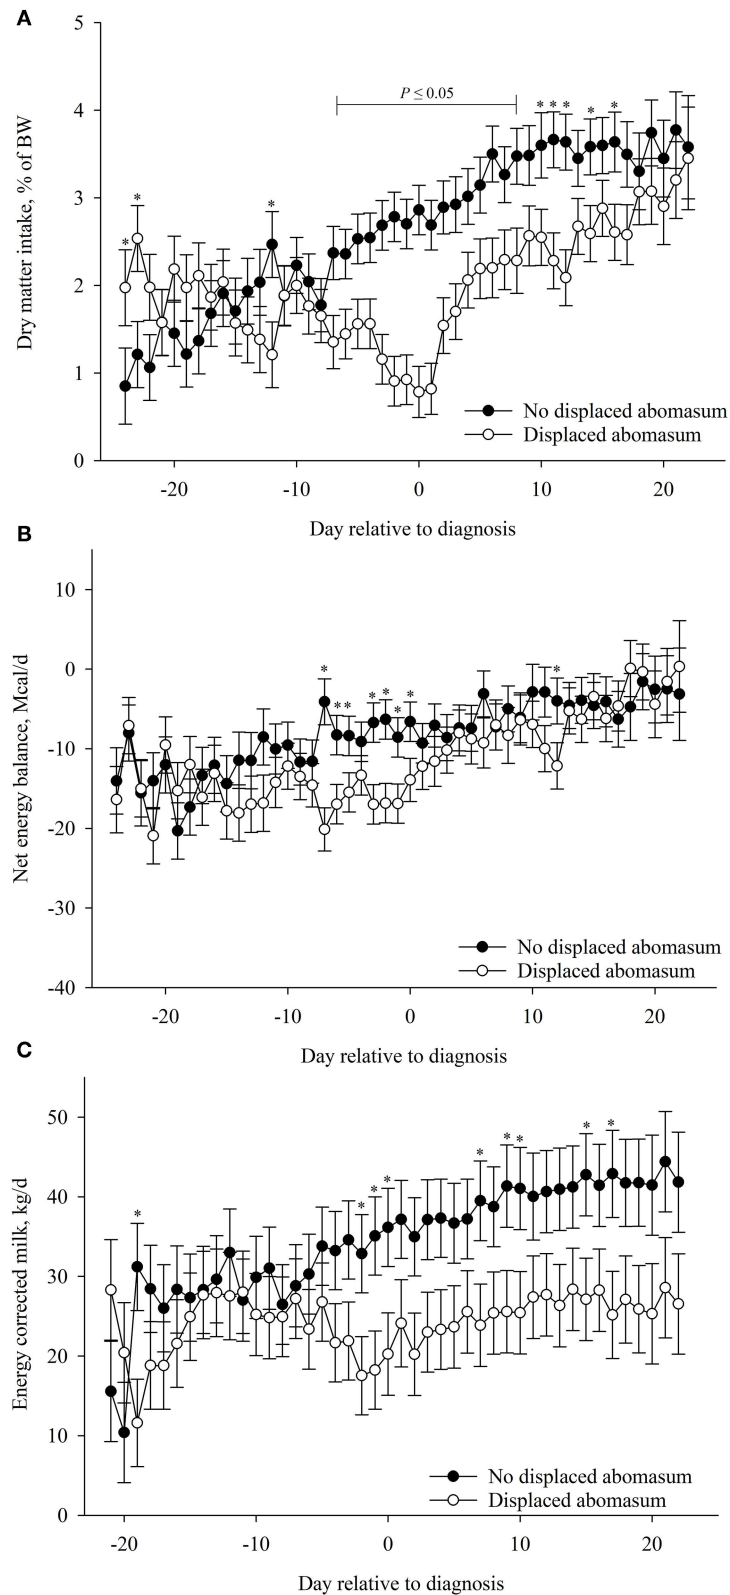 A
5
4
3
2
1
0
Dry matter intake, % of BW
P ≤ 0.05
*
*
*
* * * * *
No displaced abomasum
Displaced abomasum
-20 -10 0 10 20
Day relative to diagnosis
B
10
0
-10
-20
-30
-40
Net energy balance, Mcal/d
* ** * * * * *
No displaced abomasum
Displaced abomasum
-20 -10 0 10 20
Day relative to diagnosis
C
50
40
30
20
10
0
Energy corrected milk, kg/d
* * * * * * * * *
No displaced abomasum
Displaced abomasum
-20 -10 0 10 20
Day relative to diagnosis